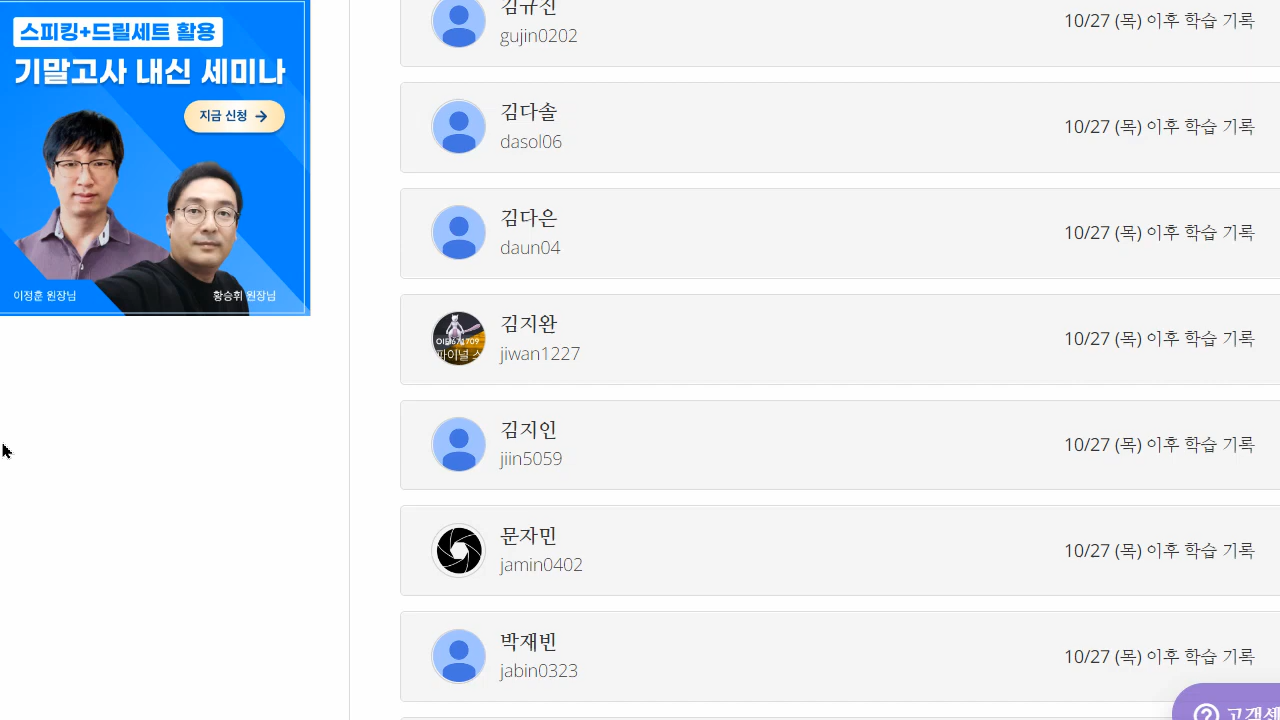 스피킹+드릴세트 활용
기말고사 내신 세미나
지금 신청 →
이정훈 원장님
황승휘 원장님
김규진
gujin0202
10/27 (목) 이후 학습 기록
김다솔
dasol06
10/27 (목) 이후 학습 기록
김다은
daun04
10/27 (목) 이후 학습 기록
파이널
김지완
jiwan1227
10/27 (목) 이후 학습 기록
김지인
jiin5059
10/27 (목) 이후 학습 기록
문자민
jamin0402
10/27 (목) 이후 학습 기록
박재빈
jabin0323
10/27 (목) 이후 학습 기록